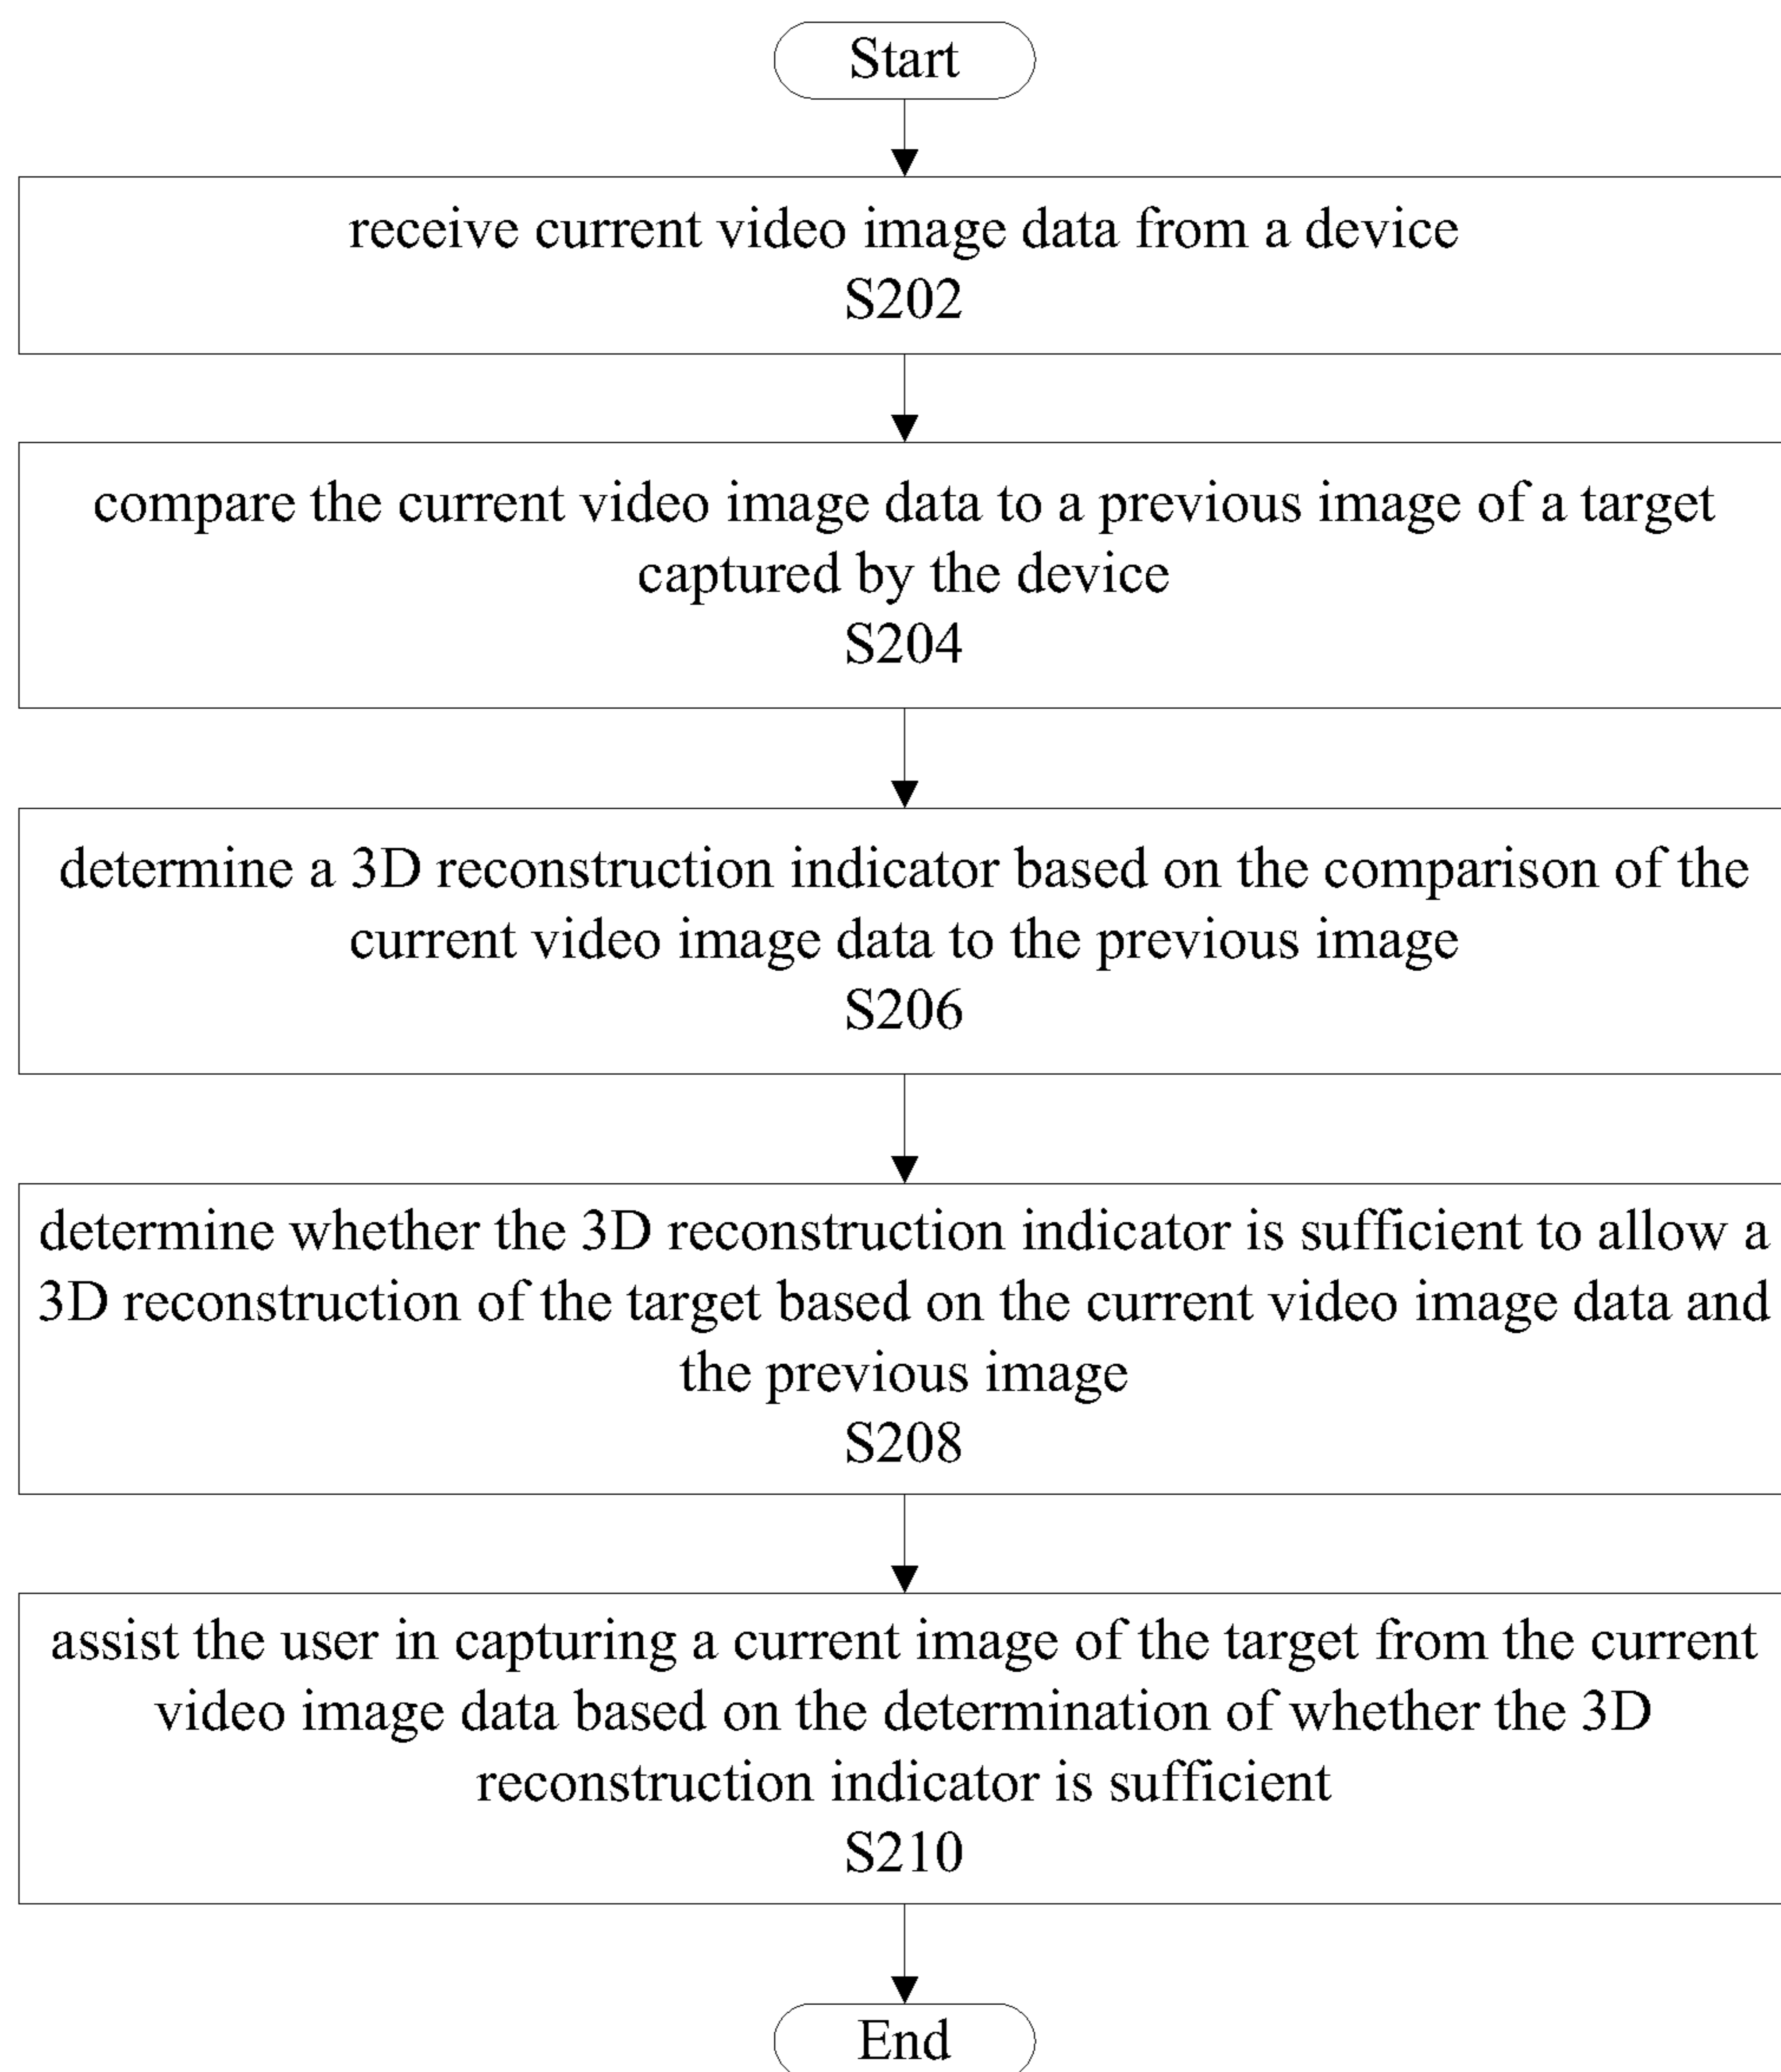 Start
receive current video image data from a device
S202
compare the current video image data to a previous image of a target
captured by the device
S204
determine a 3D reconstruction indicator based on the comparison of the
current video image data to the previous image
S206
determine whether the 3D reconstruction indicator is sufficient to allow a
3D reconstruction of the target based on the current video image data and
the previous image
S208
assist the user in capturing a current image of the target from the current
video image data based on the determination of whether the 3D
reconstruction indicator is sufficient
S210
End